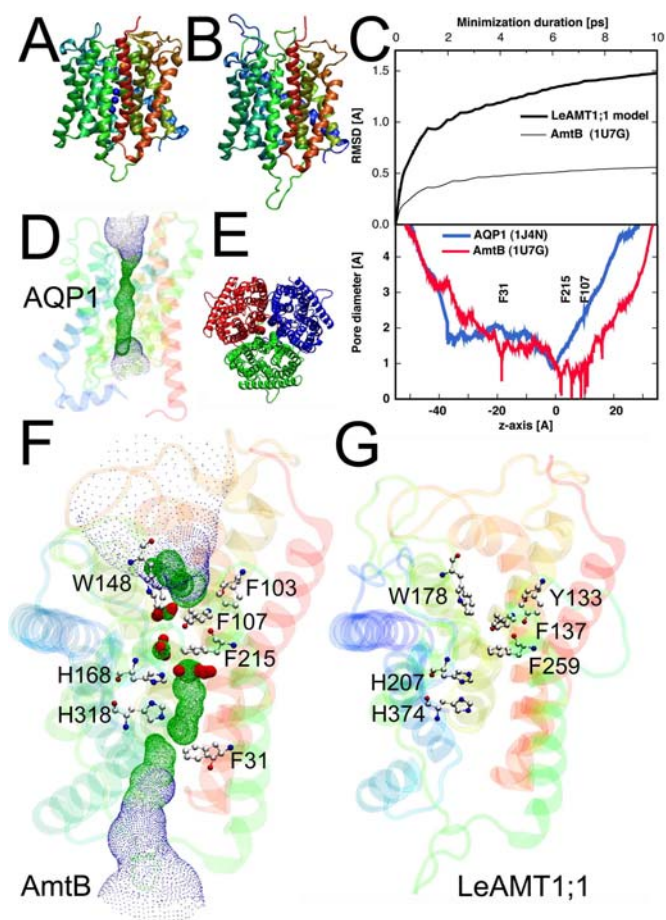 A
B
C
Minimization duration [ps]
0
2
4
6
8
10
1.5
1.0
0.5
0.0
RMSD [A]
LeAMT1;1 model
AmtB (1U7G)
D
AQP1
E
AQP1 (1J4N)
AmtB (1U7G)
4
3
2
1
0
Pore diameter [A]
F31
F215
F107
-40
-20
0
20
z-axis [A]
F
W148
F103
F107
F215
H168
H318
F31
AmtB
G
W178
Y133
F137
F259
H207
H374
LeAMT1;1